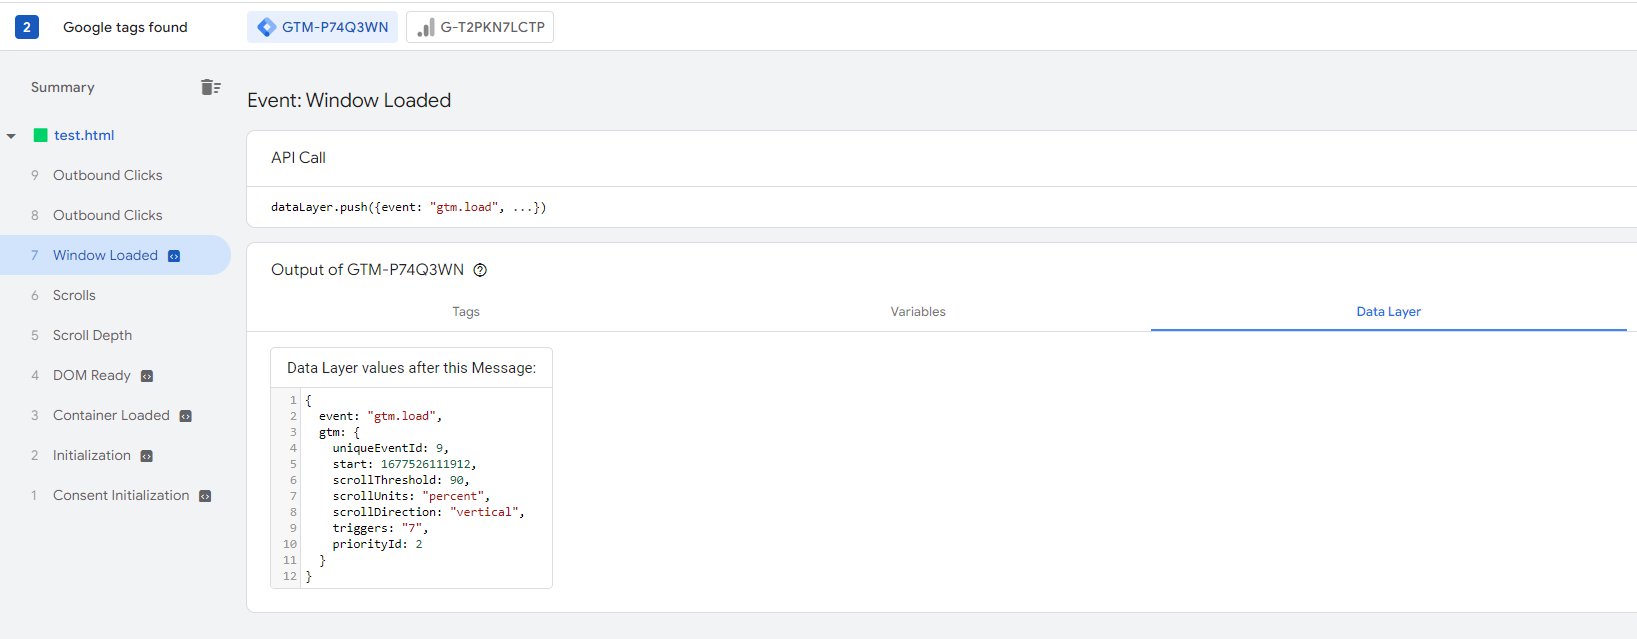 2 Google tags found GTM-P74Q3WN G-T2PKN7LCTP
Summary
test.html
9 Outbound Clicks
8 Outbound Clicks
7 Window Loaded
6 Scrolls
5 Scroll Depth
4 DOM Ready
3 Container Loaded
2 Initialization
1 Consent Initialization
Event: Window Loaded
API Call
dataLayer.push({event: "gtm.load", ...})
Output of GTM-P74Q3WN
Tags Variables Data Layer
Data Layer values after this Message:
1 {
2 event: "gtm.load",
3 gtm: {
4 uniqueEventId: 9,
5 start: 1677526111912,
6 scrollThreshold: 90,
7 scrollUnits: "percent",
8 scrollDirection: "vertical",
9 triggers: "7",
10 priorityId: 2
11 }
12 }